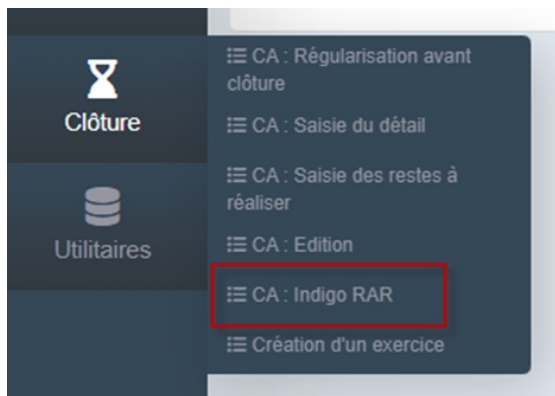 Clôture
Utilitaires
CA : Régularisation avant
clôture
CA : Saisie du détail
CA : Saisie des restes à
réaliser
CA : Edition
CA : Indigo RAR
Création d'un exercice